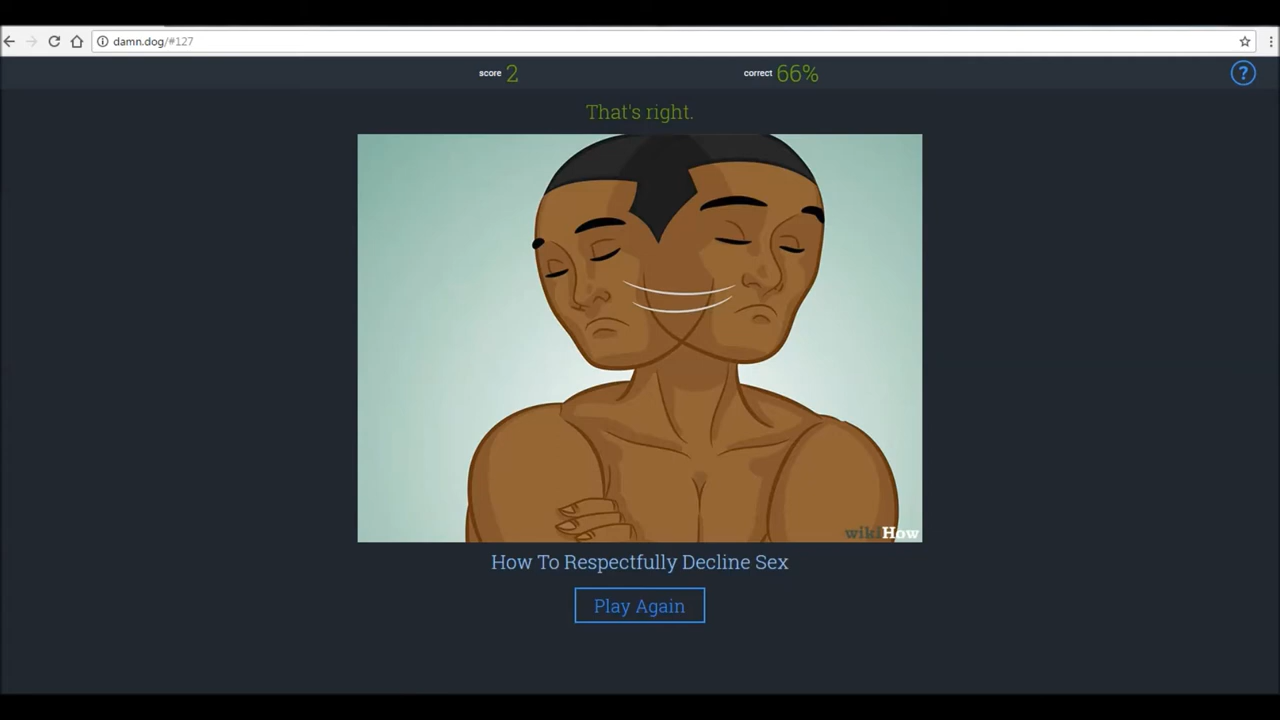 damn.dog/#127
score 2
correct 66%
?
That's right.
wikiHow
How To Respectfully Decline Sex
Play Again